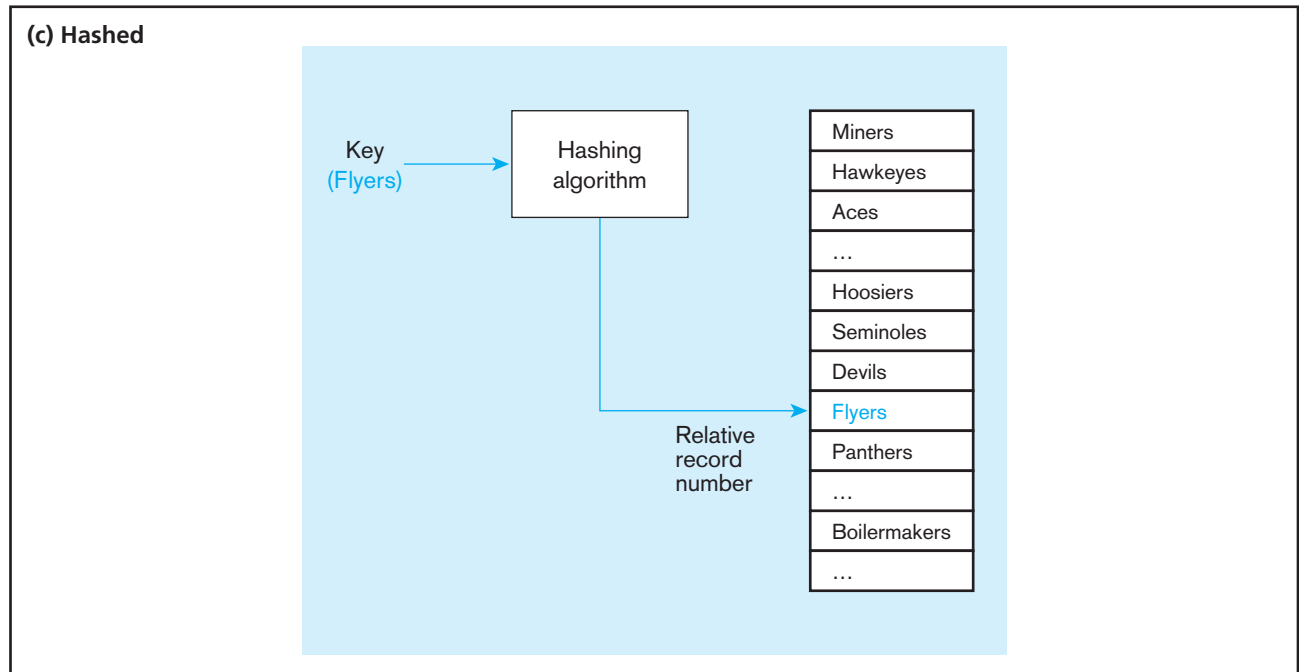 (c) Hashed
Key
(Flyers)
Hashing
algorithm
Relative
record
number
Miners
Hawkeyes
Aces
…
Hoosiers
Seminoles
Devils
Flyers
Panthers
…
Boilermakers
…